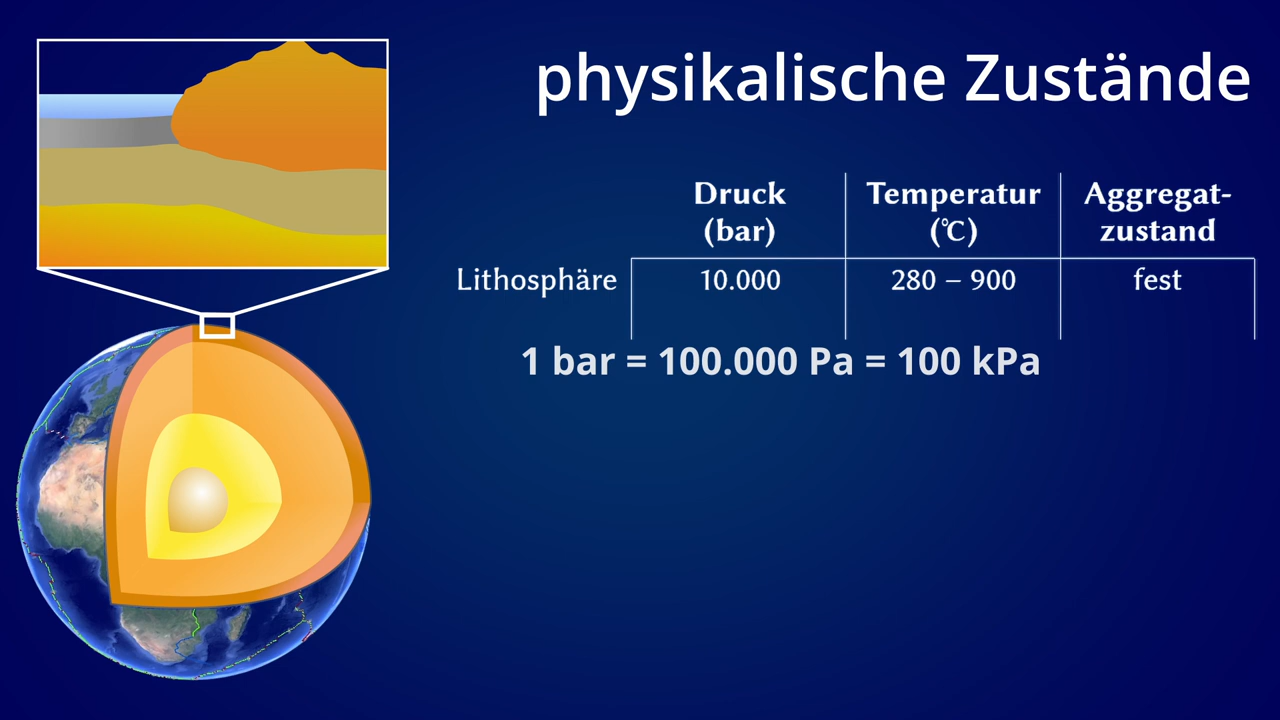 physikalische Zustände
Druck (bar) Temperatur (℃) Aggregat-zustand
Lithosphäre 10.000 280 – 900 fest
1 bar = 100.000 Pa = 100 kPa